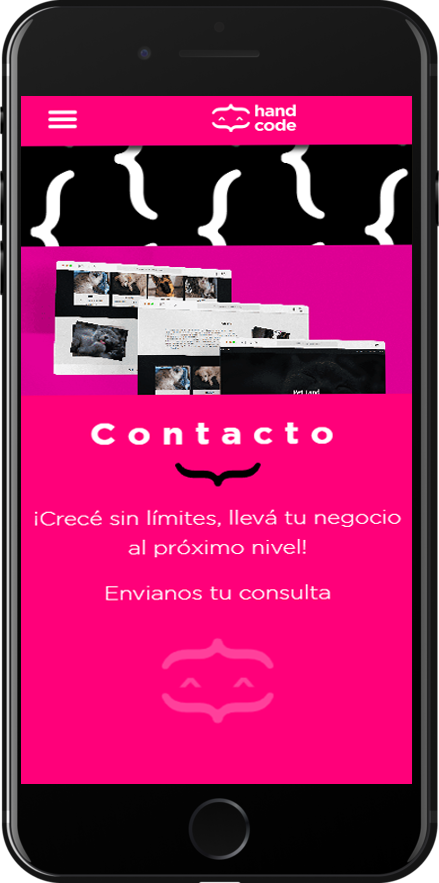 hand
code
Pet Land
Contacto
¡Crecé sin límites, llevá tu negocio
al próximo nivel!
Envianos tu consulta